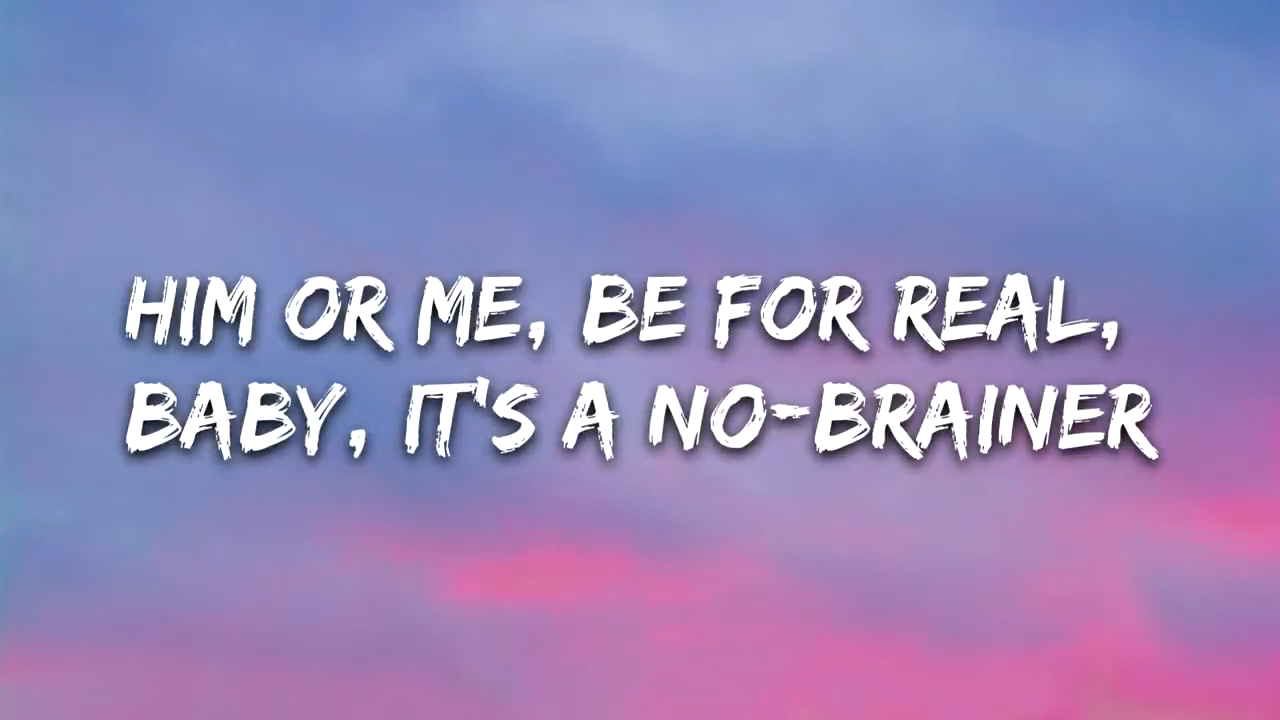 HIM OR ME, BE FOR REAL,
BABY, IT'S A NO-BRAINER